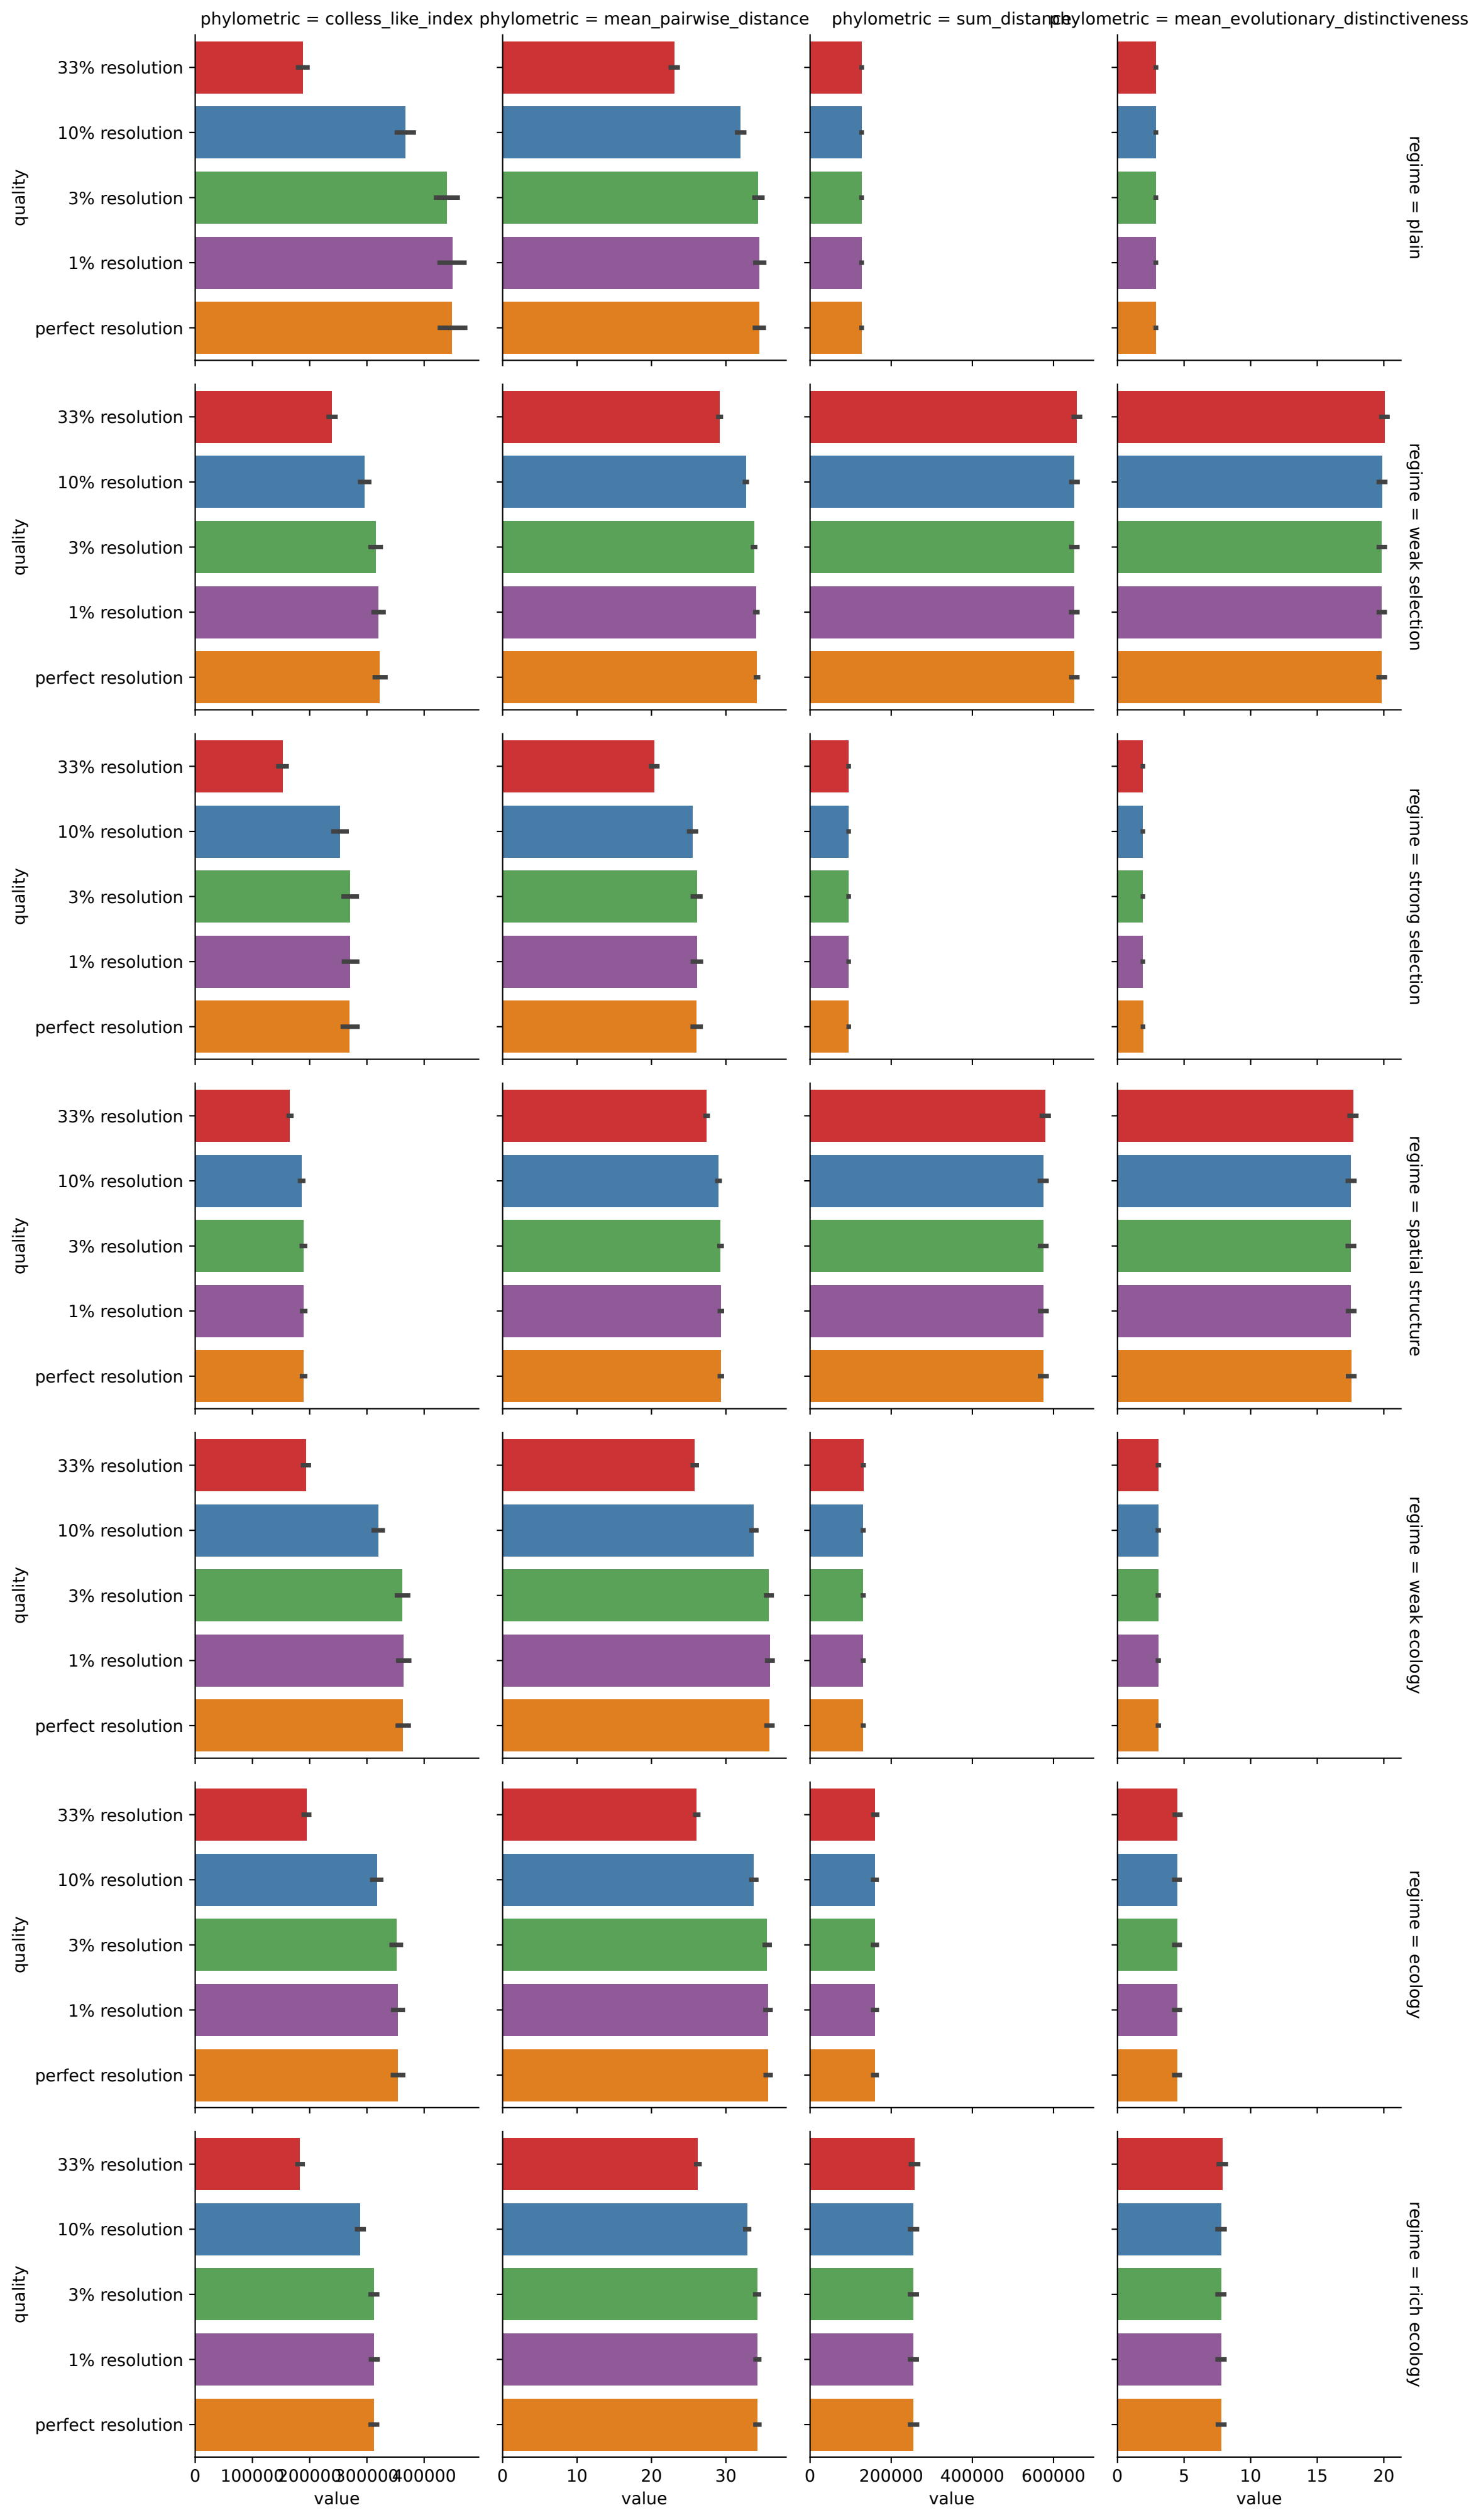 phylometric = colless_like_index
phylometric = mean_pairwise_distance
phylometric = sum_distance
phylometric = mean_evolutionary_distinctiveness
33% resolution
10% resolution
3% resolution
1% resolution
perfect resolution
quality
regime = plain
33% resolution
10% resolution
3% resolution
1% resolution
perfect resolution
quality
regime = weak selection
33% resolution
10% resolution
3% resolution
1% resolution
perfect resolution
quality
regime = strong selection
33% resolution
10% resolution
3% resolution
1% resolution
perfect resolution
quality
regime = spatial structure
33% resolution
10% resolution
3% resolution
1% resolution
perfect resolution
quality
regime = weak ecology
33% resolution
10% resolution
3% resolution
1% resolution
perfect resolution
quality
regime = ecology
33% resolution
10% resolution
3% resolution
1% resolution
perfect resolution
quality
regime = rich ecology
0 100000 200000 300000 400000
0 10 20 30
0 200000 400000 600000
0 5 10 15 20
value
value
value
value